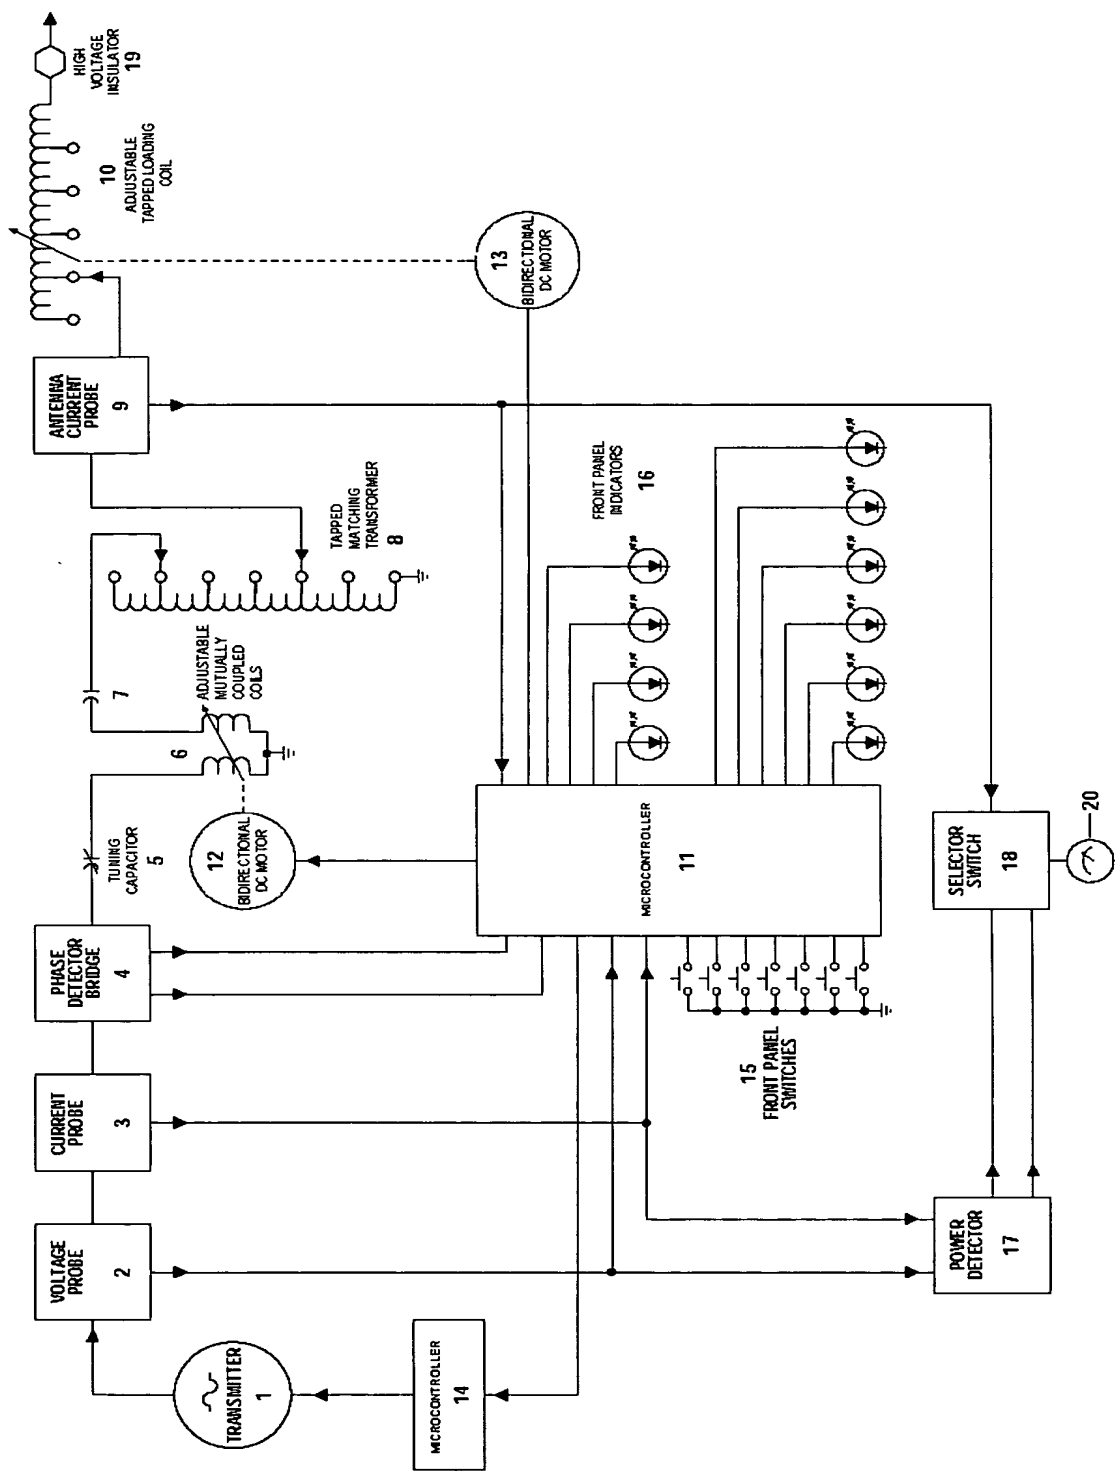 TRANSMITTER
1
VOLTAGE
PROBE
2
CURRENT
PROBE
3
PHASE
DETECTOR
BRIDGE
4
TUNING
CAPACITOR
5
6
ADJUSTABLE
MUTUALLY
COUPLED
COILS
7
TAPPED
MATCHING
TRANSFORMER
8
ANTENNA
CURRENT
PROBE
9
10
ADJUSTABLE
TAPPED LOADING
COIL
HIGH
VOLTAGE
INSULATOR
19
12
BIDIRECTIONAL
DC MOTOR
13
BIDIRECTIONAL
DC MOTOR
MICROCONTROLLER
14
MICROCONTROLLER
11
FRONT PANEL
INDICATORS
16
15
FRONT PANEL
SWITCHES
POWER
DETECTOR
17
SELECTOR
SWITCH
18
20